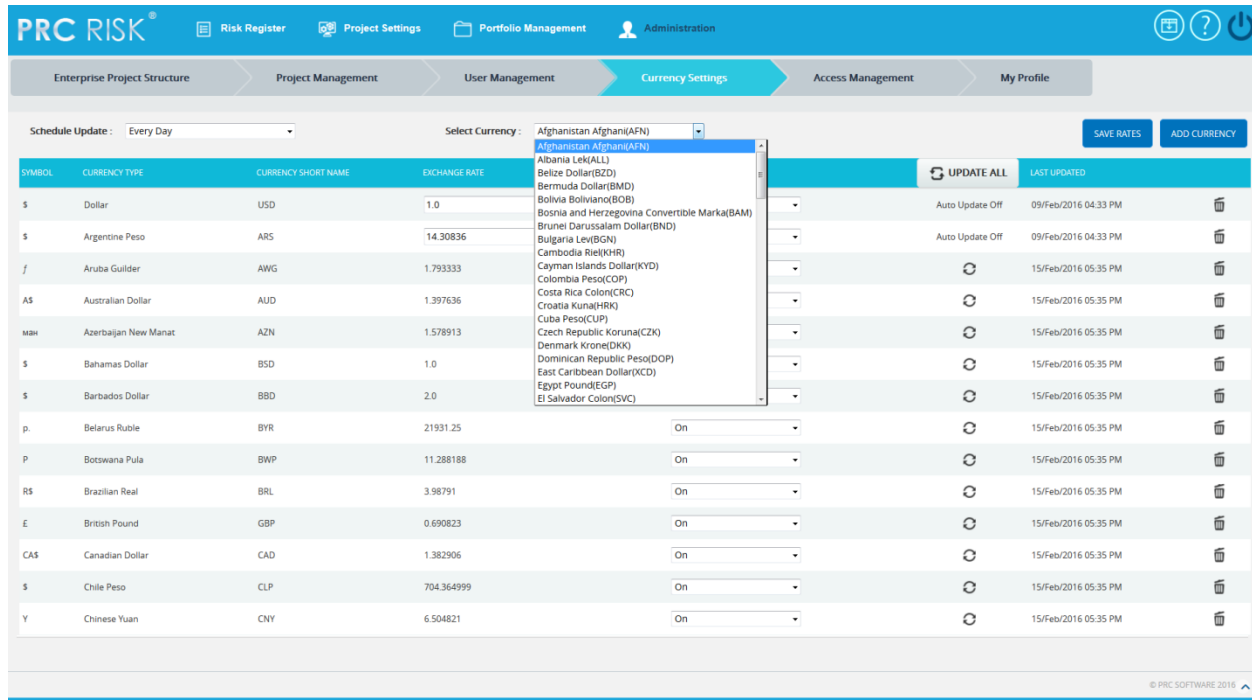 PRC RISK®
Risk Register Project Settings Portfolio Management Administration
Enterprise Project Structure Project Management User Management Currency Settings Access Management My Profile
Schedule Update : Every Day Select Currency : Afghanistan Afghani(AFN) SAVE RATES ADD CURRENCY
Afghanistan Afghani(AFN)
Albania Lek(ALL)
Belize Dollar(BZD)
Bermuda Dollar(BMD)
Bolivia Boliviano(BOB)
Bosnia and Herzegovina Convertible Marka(BAM)
Brunei Darussalam Dollar(BND)
Bulgaria Lev(BGN)
Cambodia Riel(KHR)
Cayman Islands Dollar(KYD)
Colombia Peso(COP)
Costa Rica Colon(CRC)
Croatia Kuna(HRK)
Cuba Peso(CUP)
Czech Republic Koruna(CZK)
Denmark Krone(DKK)
Dominican Republic Peso(DOP)
East Caribbean Dollar(XCD)
Egypt Pound(EGP)
El Salvador Colon(SVC)
SYMBOL CURRENCY TYPE CURRENCY SHORT NAME EXCHANGE RATE UPDATE ALL LAST UPDATED
$ Dollar USD 1.0 Auto Update Off 09/Feb/2016 04:33 PM
$ Argentine Peso ARS 14.30836 Auto Update Off 09/Feb/2016 04:33 PM
ƒ Aruba Guilder AWG 1.793333 15/Feb/2016 05:35 PM
A$ Australian Dollar AUD 1.397636 15/Feb/2016 05:35 PM
ман Azerbaijan New Manat AZN 1.578913 15/Feb/2016 05:35 PM
$ Bahamas Dollar BSD 1.0 15/Feb/2016 05:35 PM
$ Barbados Dollar BBD 2.0 15/Feb/2016 05:35 PM
p. Belarus Ruble BYR 21931.25 On 15/Feb/2016 05:35 PM
P Botswana Pula BWP 11.288188 On 15/Feb/2016 05:35 PM
R$ Brazilian Real BRL 3.98791 On 15/Feb/2016 05:35 PM
£ British Pound GBP 0.690823 On 15/Feb/2016 05:35 PM
CA$ Canadian Dollar CAD 1.382906 On 15/Feb/2016 05:35 PM
$ Chile Peso CLP 704.364999 On 15/Feb/2016 05:35 PM
Y Chinese Yuan CNY 6.504821 On 15/Feb/2016 05:35 PM
© PRC SOFTWARE 2016